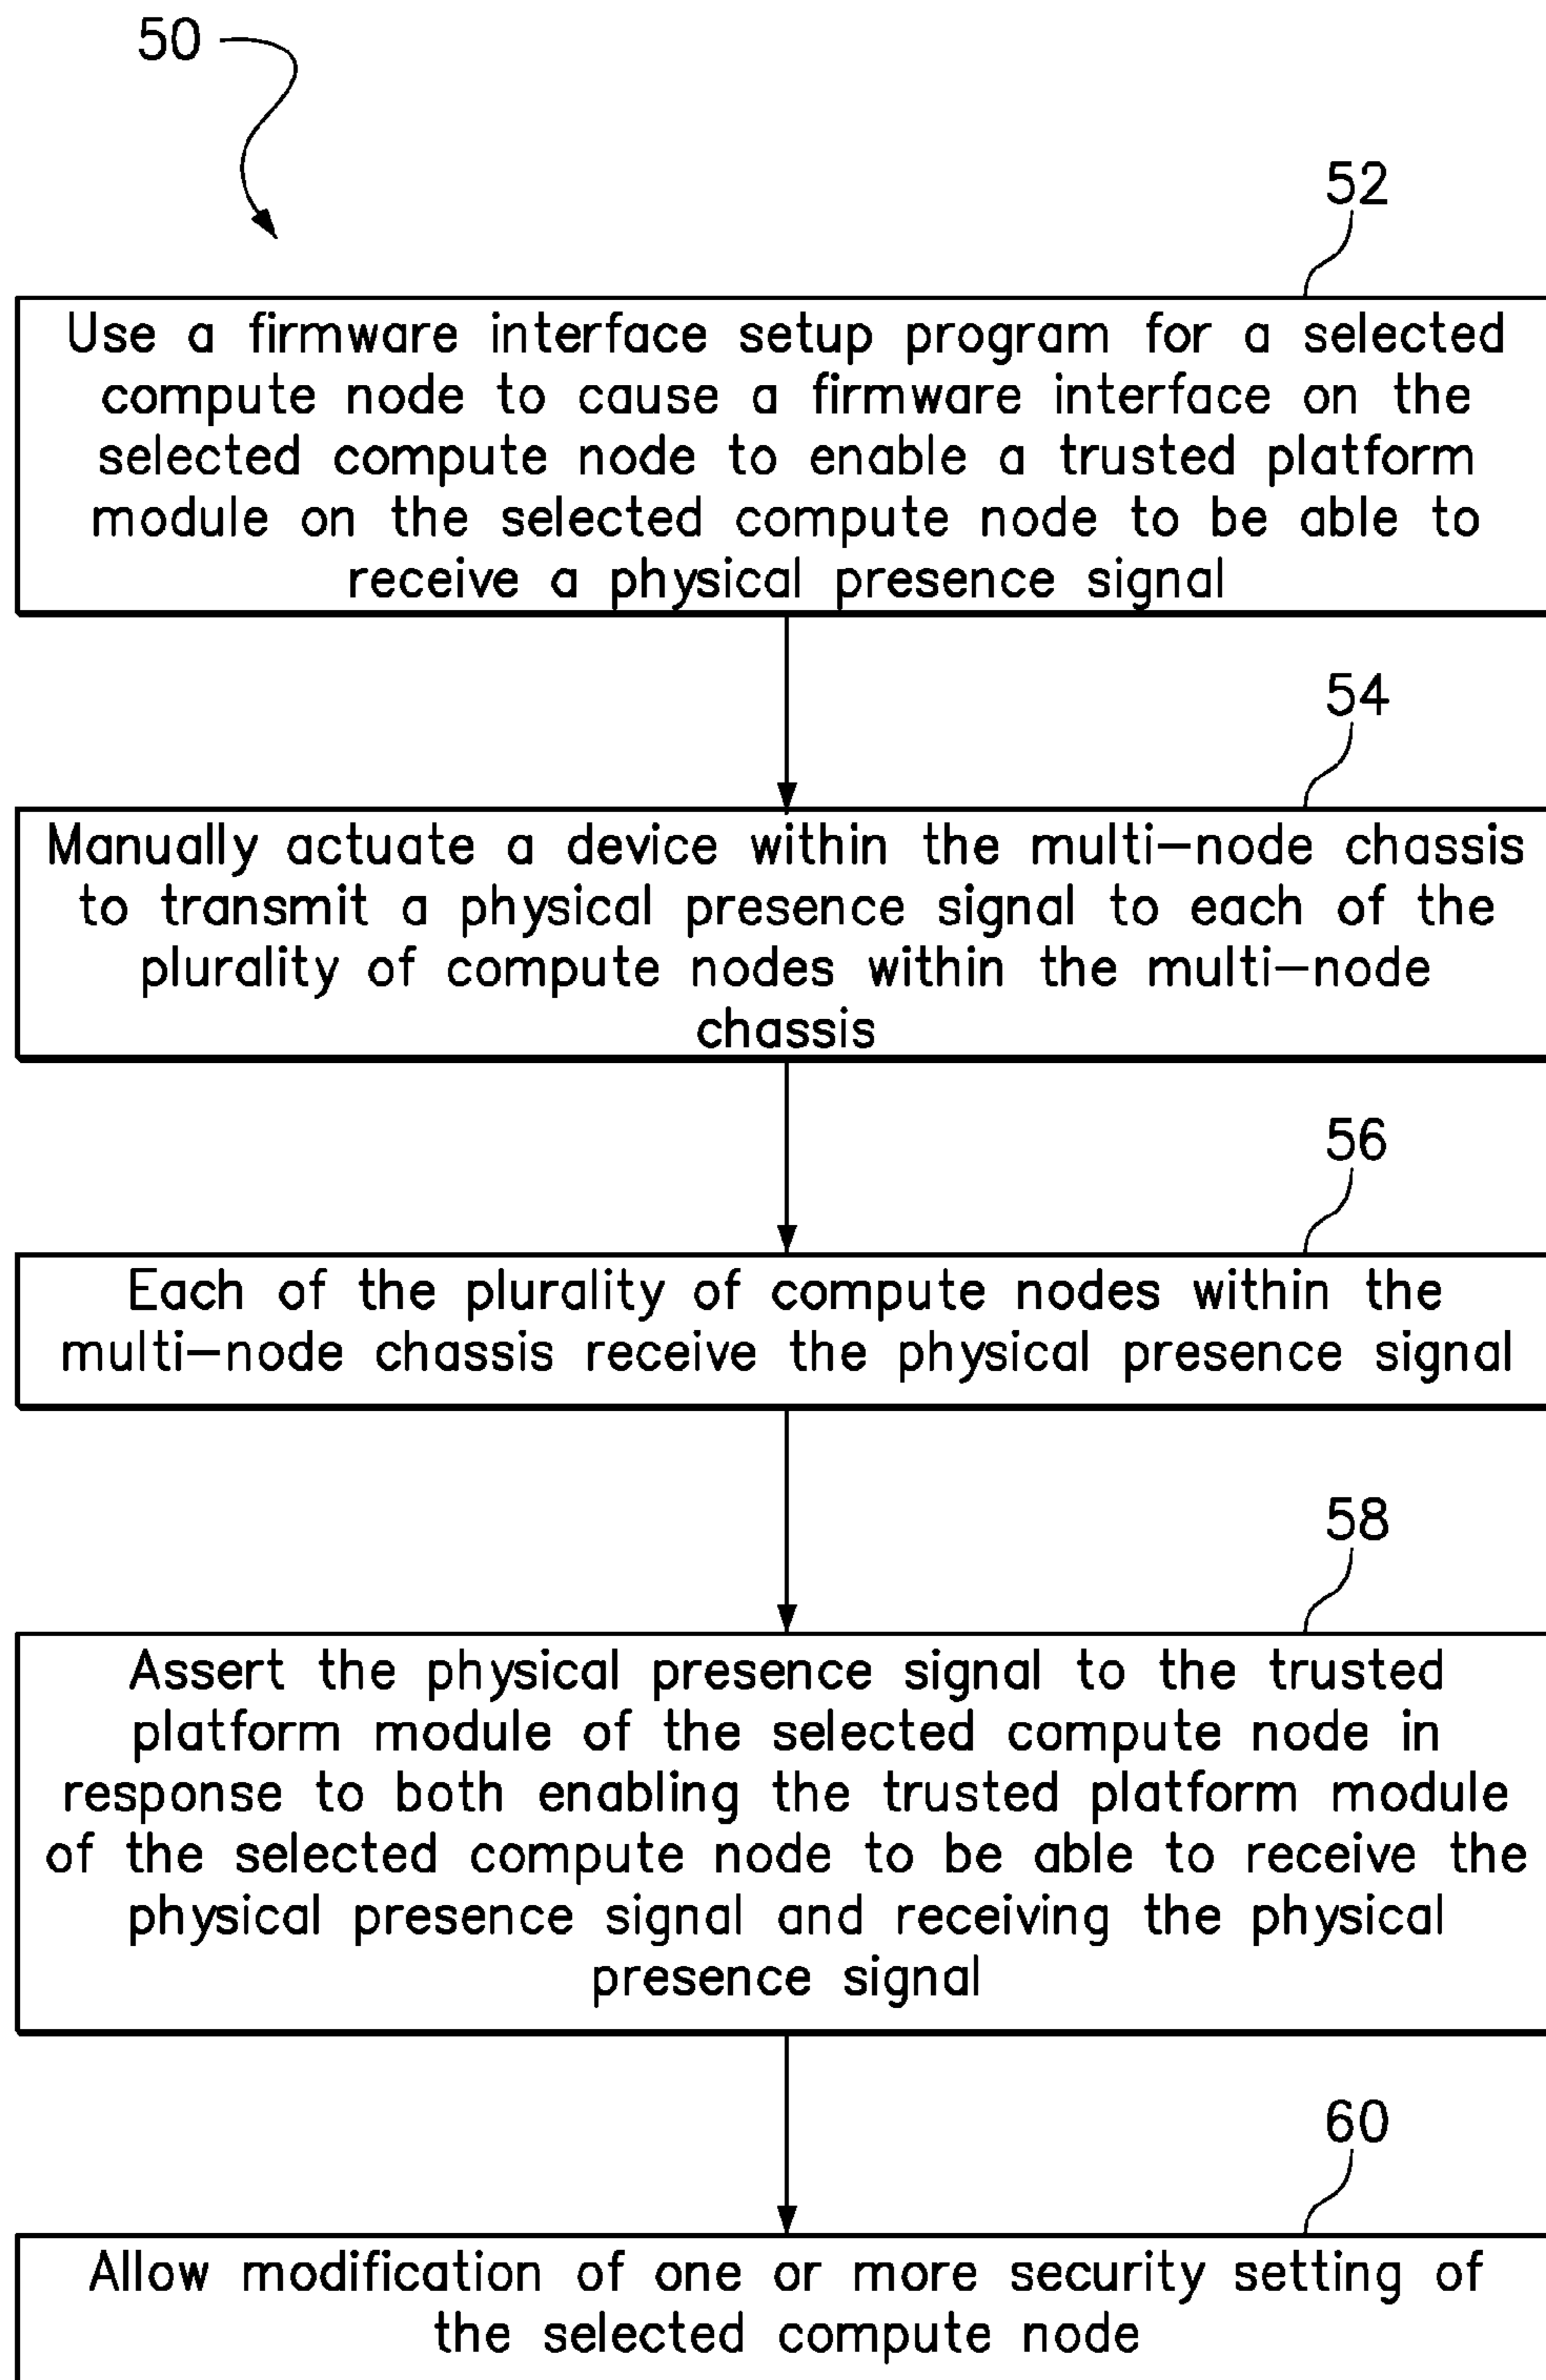 50
52
Use a firmware interface setup program for a selected
compute node to cause a firmware interface on the
selected compute node to enable a trusted platform
module on the selected compute node to be able to
receive a physical presence signal
54
Manually actuate a device within the multi-node chassis
to transmit a physical presence signal to each of the
plurality of compute nodes within the multi-node
chassis
56
Each of the plurality of compute nodes within the
multi-node chassis receive the physical presence signal
58
Assert the physical presence signal to the trusted
platform module of the selected compute node in
response to both enabling the trusted platform module
of the selected compute node to be able to receive the
physical presence signal and receiving the physical
presence signal
60
Allow modification of one or more security setting of
the selected compute node